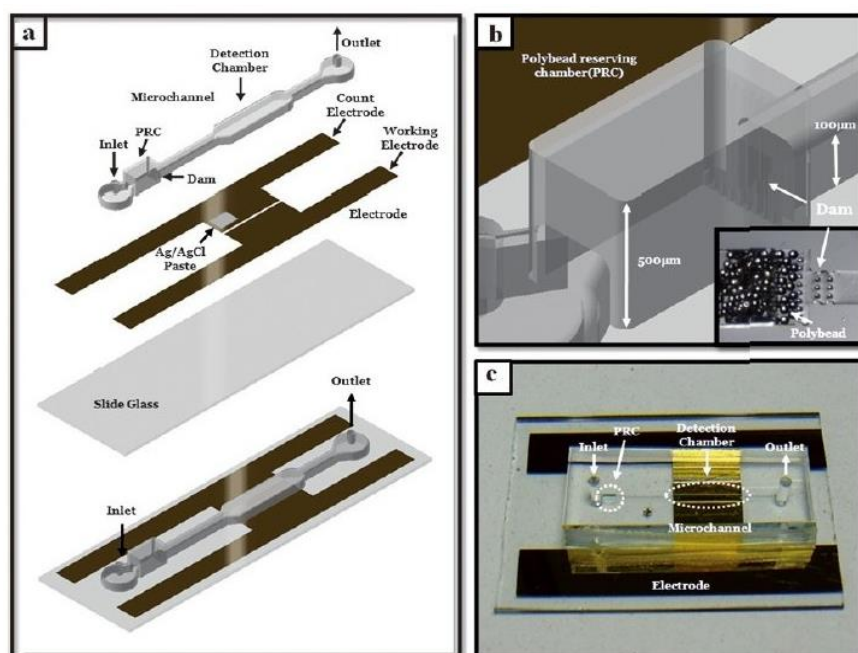 a
Outlet
Detection
Chamber
Microchannel
Count
Electrode
PRC
Working
Electrode
Inlet
Dam
Electrode
Ag/AgCl
Paste
Slide Glass
Outlet
Inlet
b
Polybead reserving
chamber(PRC)
100μm
Dam
500μm
Polybead
c
Detection
Chamber
PRC
Outlet
Inlet
Microchannel
Electrode